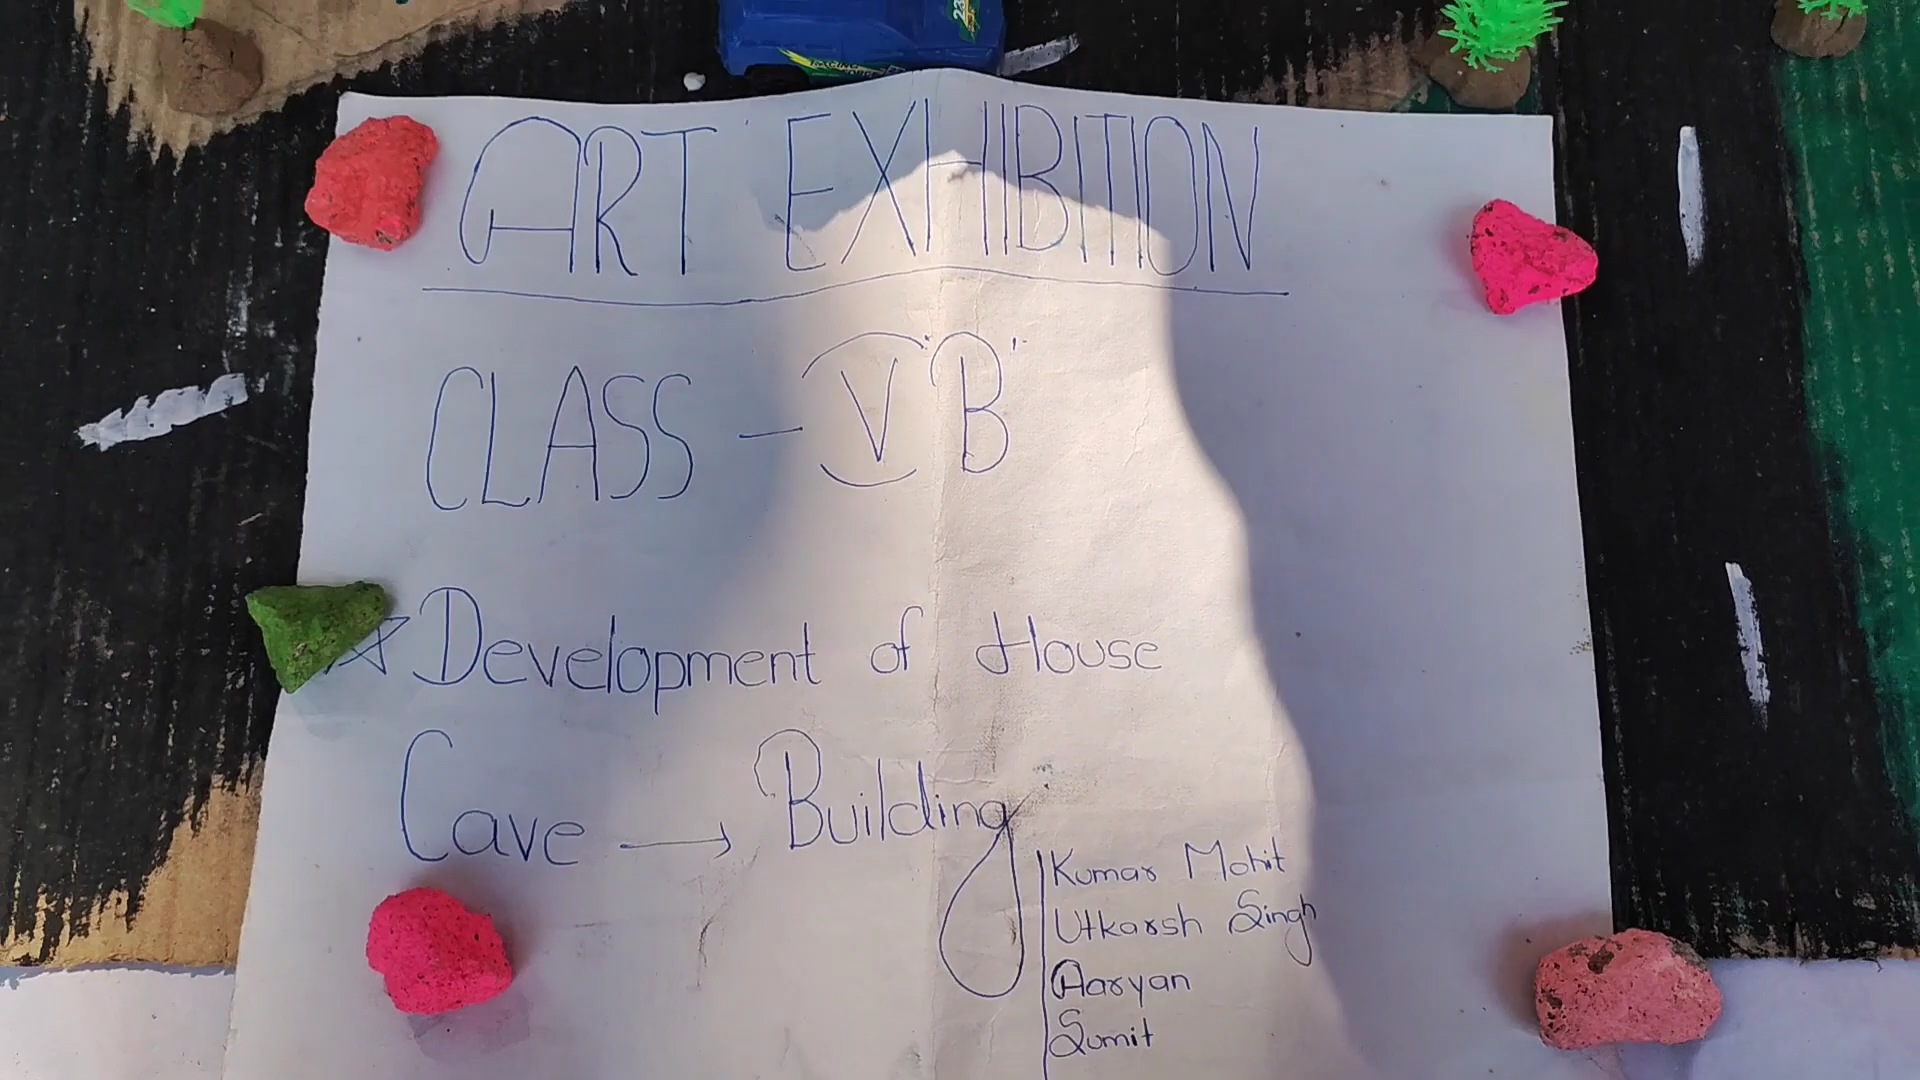 ART EXHIBITION
CLASS - V "B"
Development of House
Cave → Building
Kumar Mohit
Utkarsh Singh
Aaryan
Sumit